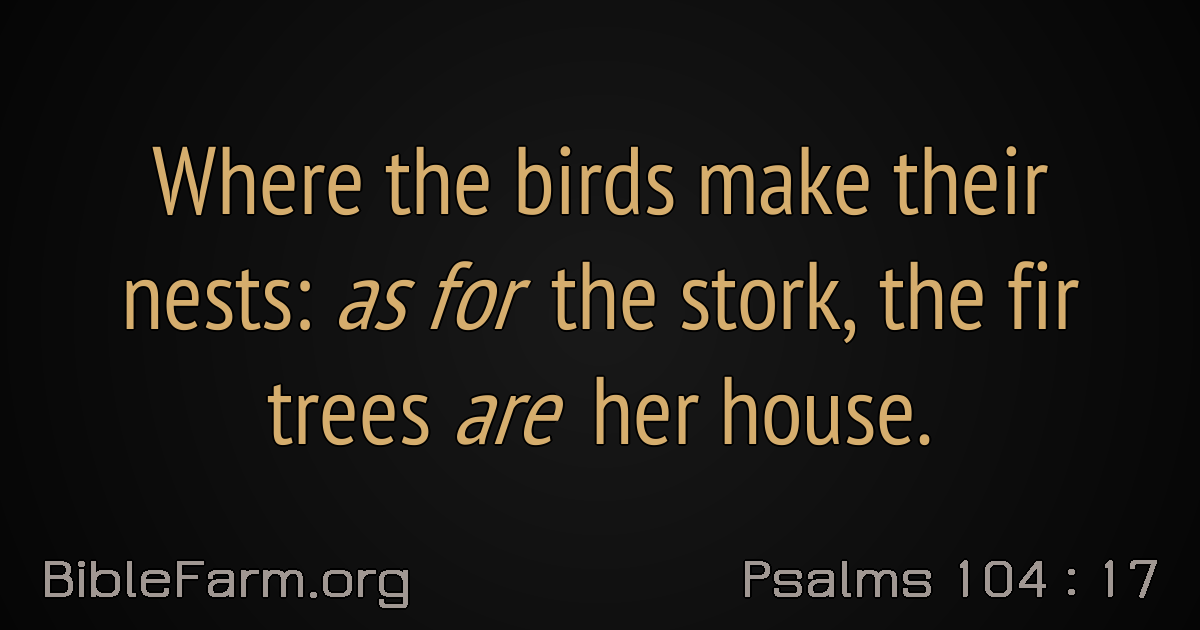 Where the birds make their
nests: as for the stork, the fir
trees are her house.
BibleFarm.org
Psalms 104 : 17